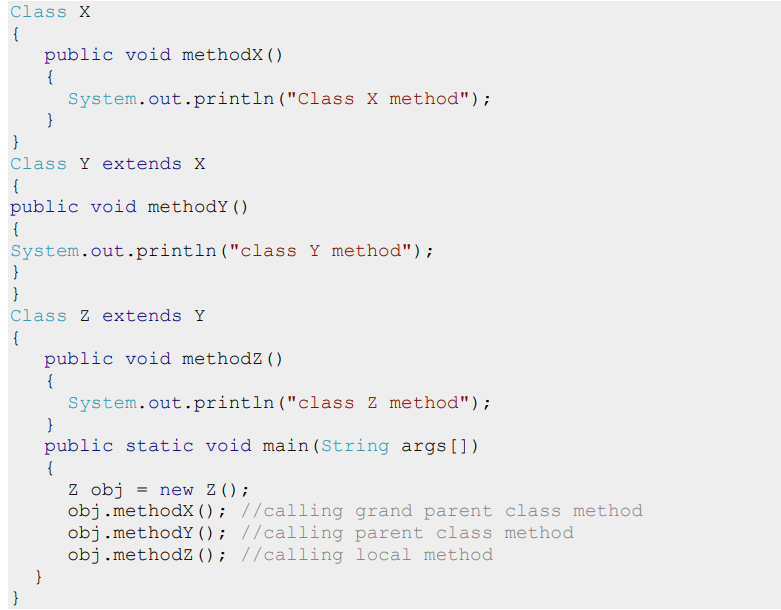 Class X
{
   public void methodX()
   {
     System.out.println("Class X method");
   }
}
Class Y extends X
{
public void methodY()
{
System.out.println("class Y method");
}
}
Class Z extends Y
{
   public void methodZ()
   {
     System.out.println("class Z method");
   }
   public static void main(String args[])
   {
     Z obj = new Z();
     obj.methodX(); //calling grand parent class method
     obj.methodY(); //calling parent class method
     obj.methodZ(); //calling local method
  }
}